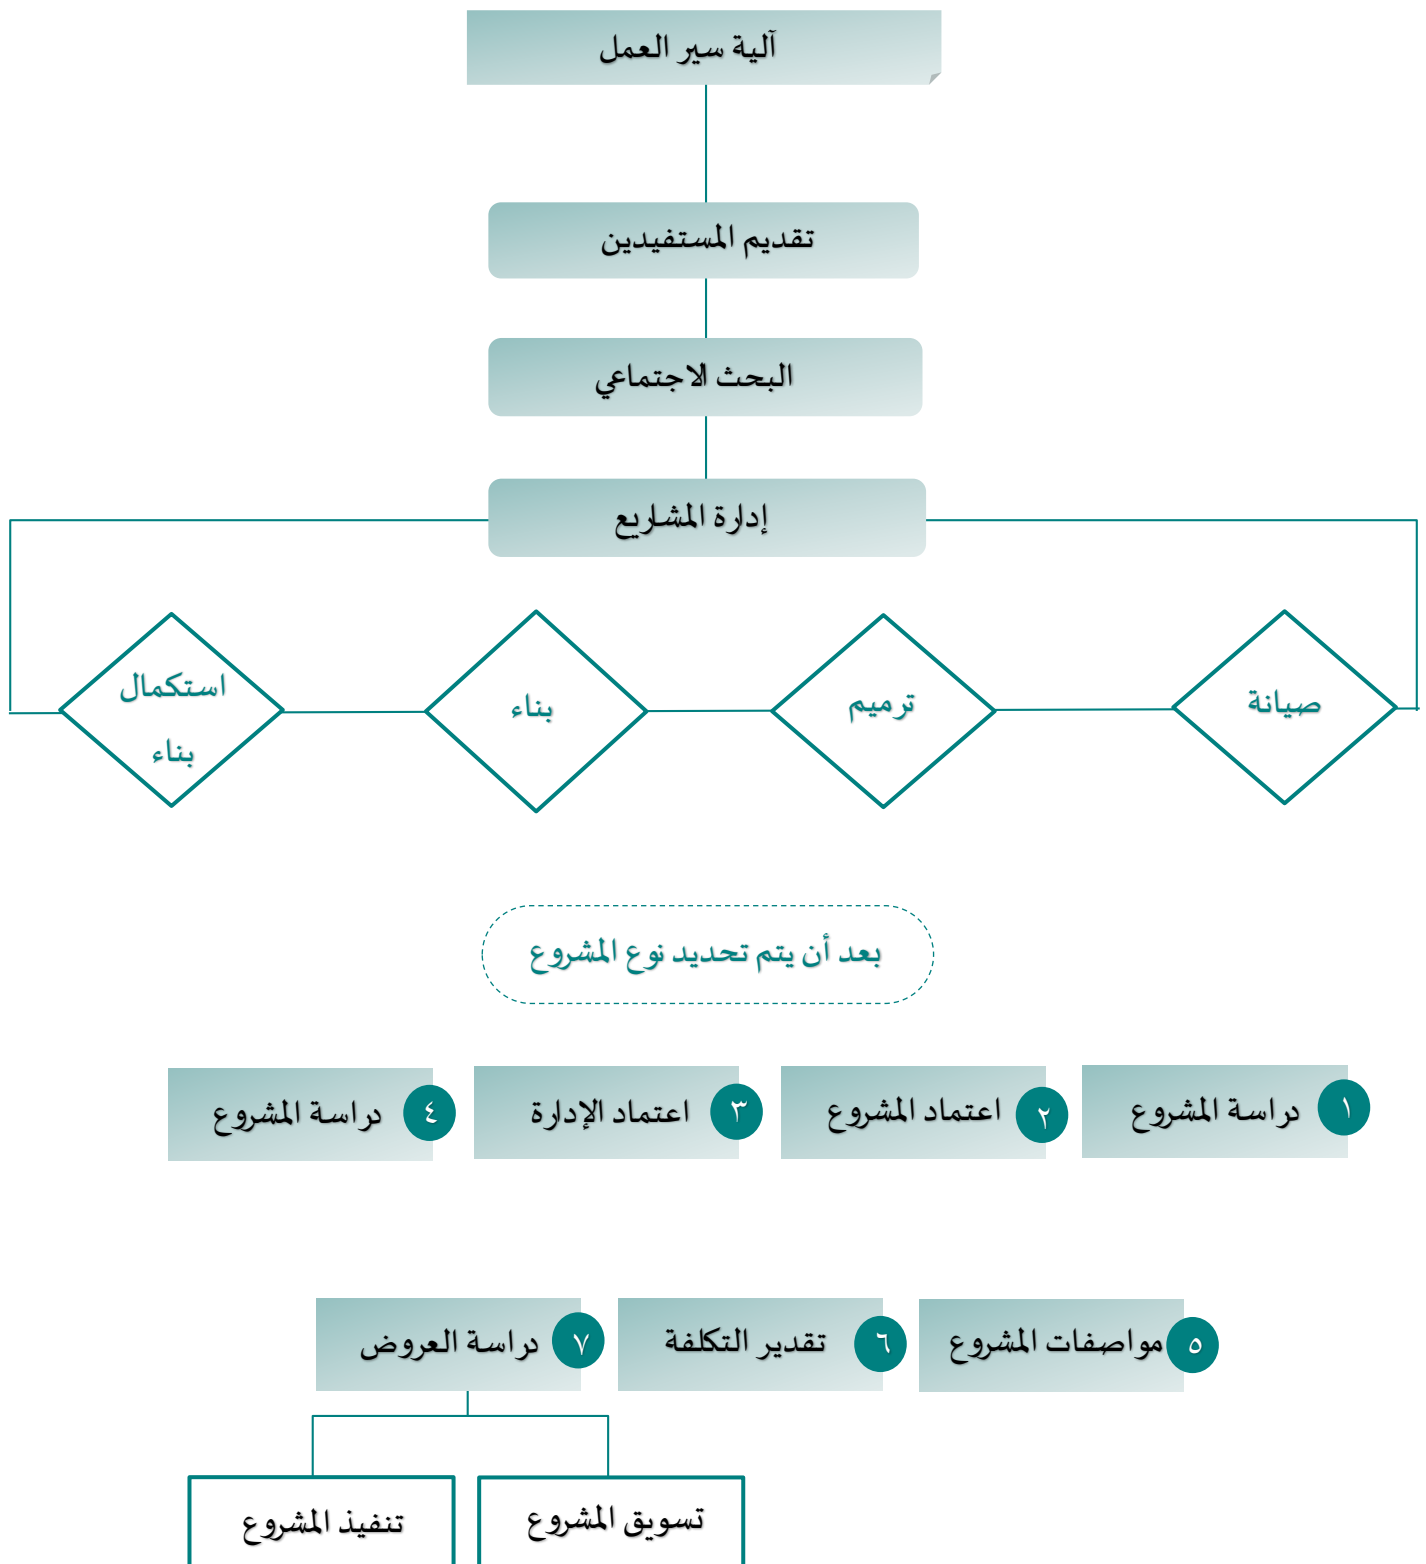 آلية سير العمل
تقديم المستفيدين
البحث الاجتماعي
إدارة المشاريع
صيانة
ترميم
بناء
استكمال
بناء
بعد أن يتم تحديد نوع المشروع
١ دراسة المشروع
٢ اعتماد المشروع
٣ اعتماد الإدارة
٤ دراسة المشروع
٥ مواصفات المشروع
٦ تقدير التكلفة
٧ دراسة العروض
تسويق المشروع
تنفيذ المشروع